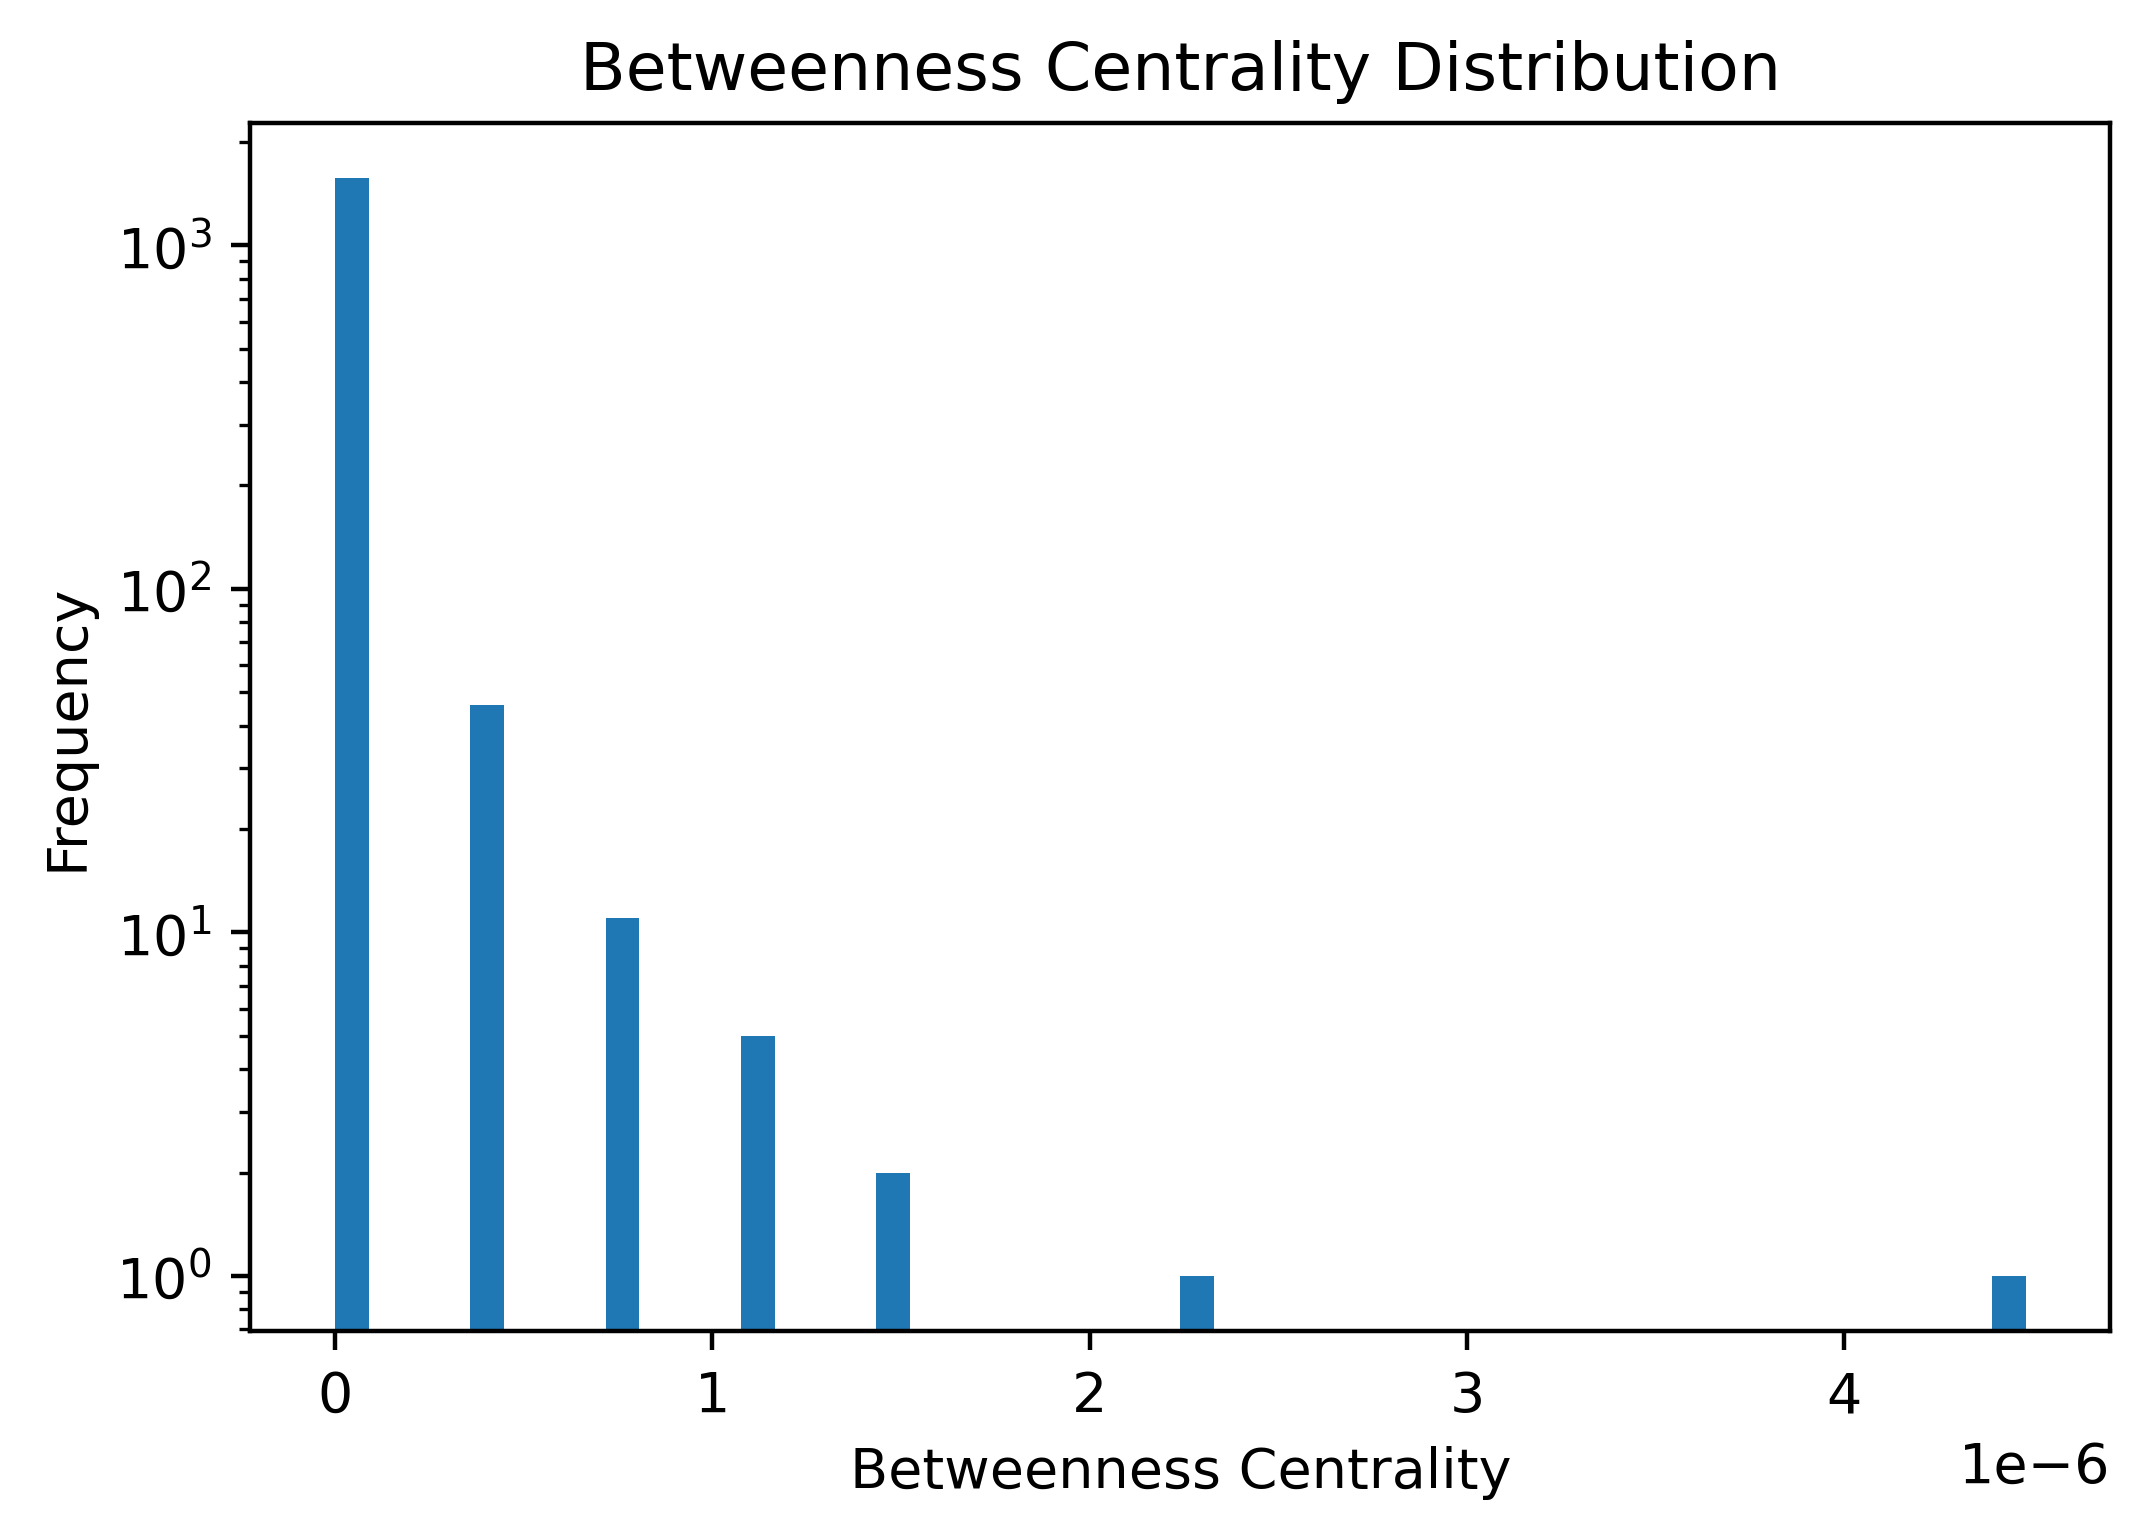 Betweenness Centrality Distribution
Frequency
10³
10²
10¹
10⁰
0 1 2 3 4
1e−6
Betweenness Centrality